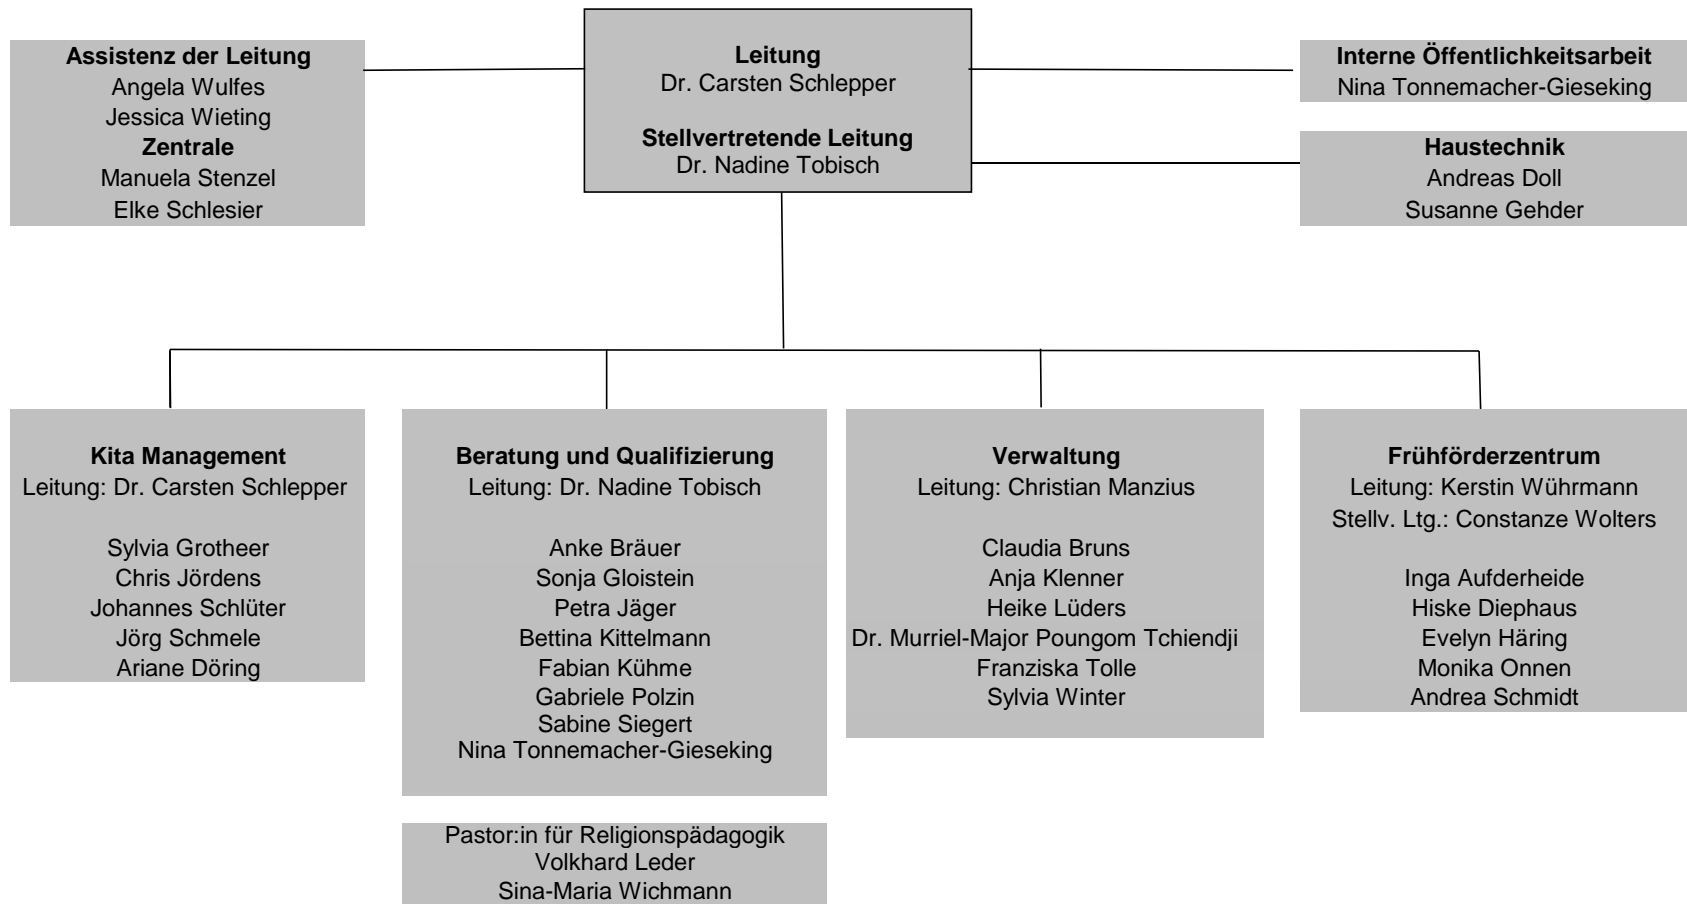 Assistenz der Leitung
Angela Wulfes
Jessica Wieting
Zentrale
Manuela Stenzel
Elke Schlesier
Leitung
Dr. Carsten Schlepper
Stellvertretende Leitung
Dr. Nadine Tobisch
Interne Öffentlichkeitsarbeit
Nina Tonnemacher-Gieseking
Haustechnik
Andreas Doll
Susanne Gehder
Kita Management
Leitung: Dr. Carsten Schlepper
Sylvia Grotheer
Chris Jördens
Johannes Schlüter
Jörg Schmele
Ariane Döring
Beratung und Qualifizierung
Leitung: Dr. Nadine Tobisch
Anke Bräuer
Sonja Gloistein
Petra Jäger
Bettina Kittelmann
Fabian Kühme
Gabriele Polzin
Sabine Siegert
Nina Tonnemacher-Gieseking
Pastor:in für Religionspädagogik
Volkhard Leder
Sina-Maria Wichmann
Verwaltung
Leitung: Christian Manzius
Claudia Bruns
Anja Klenner
Heike Lüders
Dr. Murriel-Major Poungom Tchiendji
Franziska Tolle
Sylvia Winter
Frühförderzentrum
Leitung: Kerstin Wührmann
Stellv. Ltg.: Constanze Wolters
Inga Aufderheide
Hiske Diephaus
Evelyn Häring
Monika Onnen
Andrea Schmidt